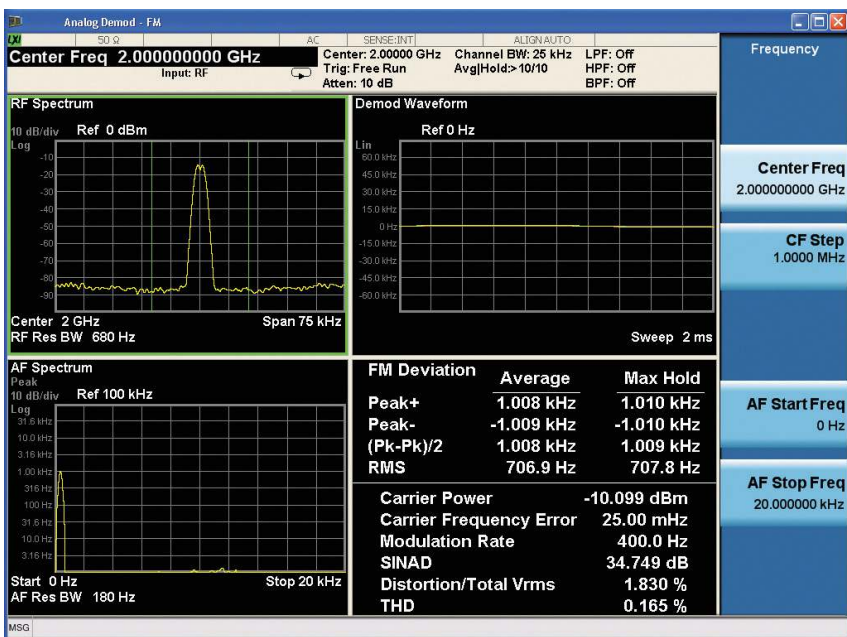 Analog Demod - FM
LXI
50 Ω
AC
SENSE:INT
ALIGN AUTO
Center Freq 2.000000000 GHz
Input: RF
Center: 2.00000 GHz
Trig: Free Run
Atten: 10 dB
Channel BW: 25 kHz
Avg|Hold:> 10/10
LPF: Off
HPF: Off
BPF: Off
RF Spectrum
10 dB/div Ref 0 dBm
Log
-10
-20
-30
-40
-50
-60
-70
-80
-90
Center 2 GHz Span 75 kHz
RF Res BW 680 Hz
Demod Waveform
Ref 0 Hz
Lin
60.0 kHz
45.0 kHz
30.0 kHz
15.0 kHz
0 Hz
-15.0 kHz
-30.0 kHz
-45.0 kHz
-60.0 kHz
Sweep 2 ms
AF Spectrum
Peak
10 dB/div Ref 100 kHz
Log
31.6 kHz
10.0 kHz
3.16 kHz
1.00 kHz
316 Hz
100 Hz
31.6 Hz
10.0 Hz
3.16 Hz
Start 0 Hz Stop 20 kHz
AF Res BW 180 Hz
FM Deviation Average Max Hold
Peak+ 1.008 kHz 1.010 kHz
Peak- -1.009 kHz -1.010 kHz
(Pk-Pk)/2 1.008 kHz 1.009 kHz
RMS 706.9 Hz 707.8 Hz
Carrier Power -10.099 dBm
Carrier Frequency Error 25.00 mHz
Modulation Rate 400.0 Hz
SINAD 34.749 dB
Distortion/Total Vrms 1.830 %
THD 0.165 %
Frequency
Center Freq
2.000000000 GHz
CF Step
1.0000 MHz
AF Start Freq
0 Hz
AF Stop Freq
20.000000 kHz
MSG